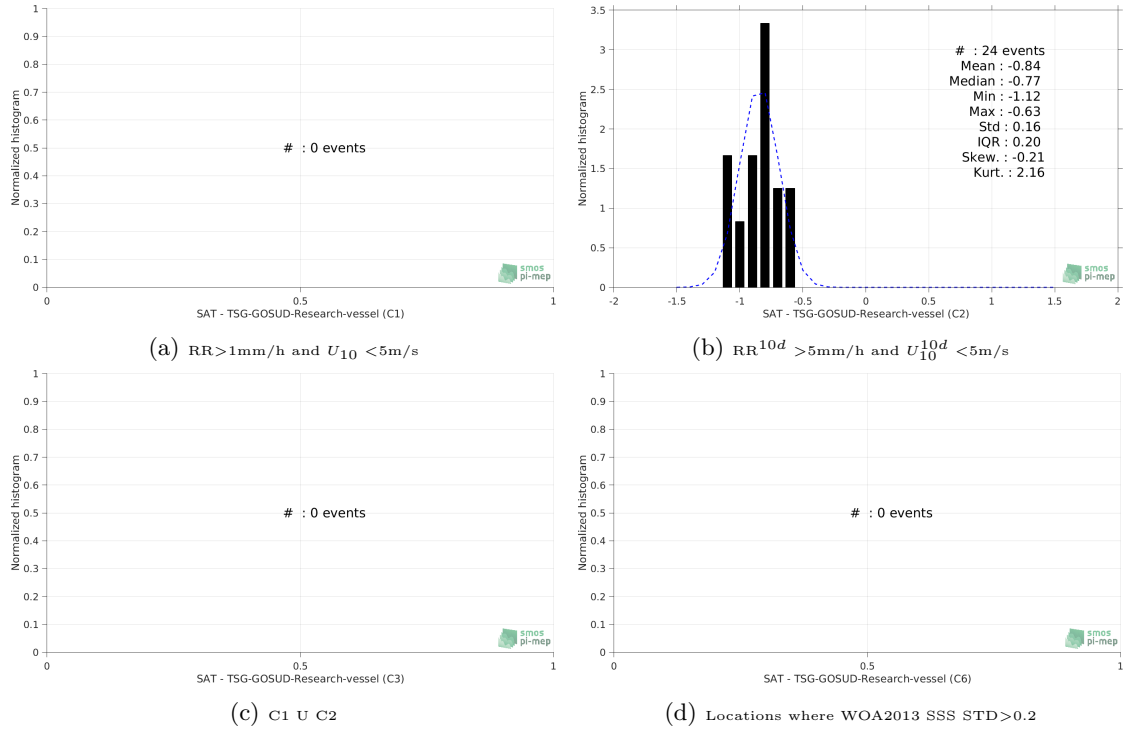 1
0.9
0.8
0.7
0.6
0.5
0.4
0.3
0.2
0.1
0
Normalized histogram
# : 0 events
smos
pi-mep
0 0.5 1
SAT - TSG-GOSUD-Research-vessel (C1)
(a) RR>1mm/h and U10 <5m/s
3.5
3
2.5
2
1.5
1
0.5
0
Normalized histogram
# : 24 events
Mean : -0.84
Median : -0.77
Min : -1.12
Max : -0.63
Std : 0.16
IQR : 0.20
Skew. : -0.21
Kurt. : 2.16
smos
pi-mep
-2 -1.5 -1 -0.5 0 0.5 1 1.5 2
SAT - TSG-GOSUD-Research-vessel (C2)
(b) RR10d >5mm/h and U10d10 <5m/s
1
0.9
0.8
0.7
0.6
0.5
0.4
0.3
0.2
0.1
0
Normalized histogram
# : 0 events
smos
pi-mep
0 0.5 1
SAT - TSG-GOSUD-Research-vessel (C3)
(c) C1 U C2
1
0.9
0.8
0.7
0.6
0.5
0.4
0.3
0.2
0.1
0
Normalized histogram
# : 0 events
smos
pi-mep
0 0.5 1
SAT - TSG-GOSUD-Research-vessel (C6)
(d) Locations where WOA2013 SSS STD>0.2